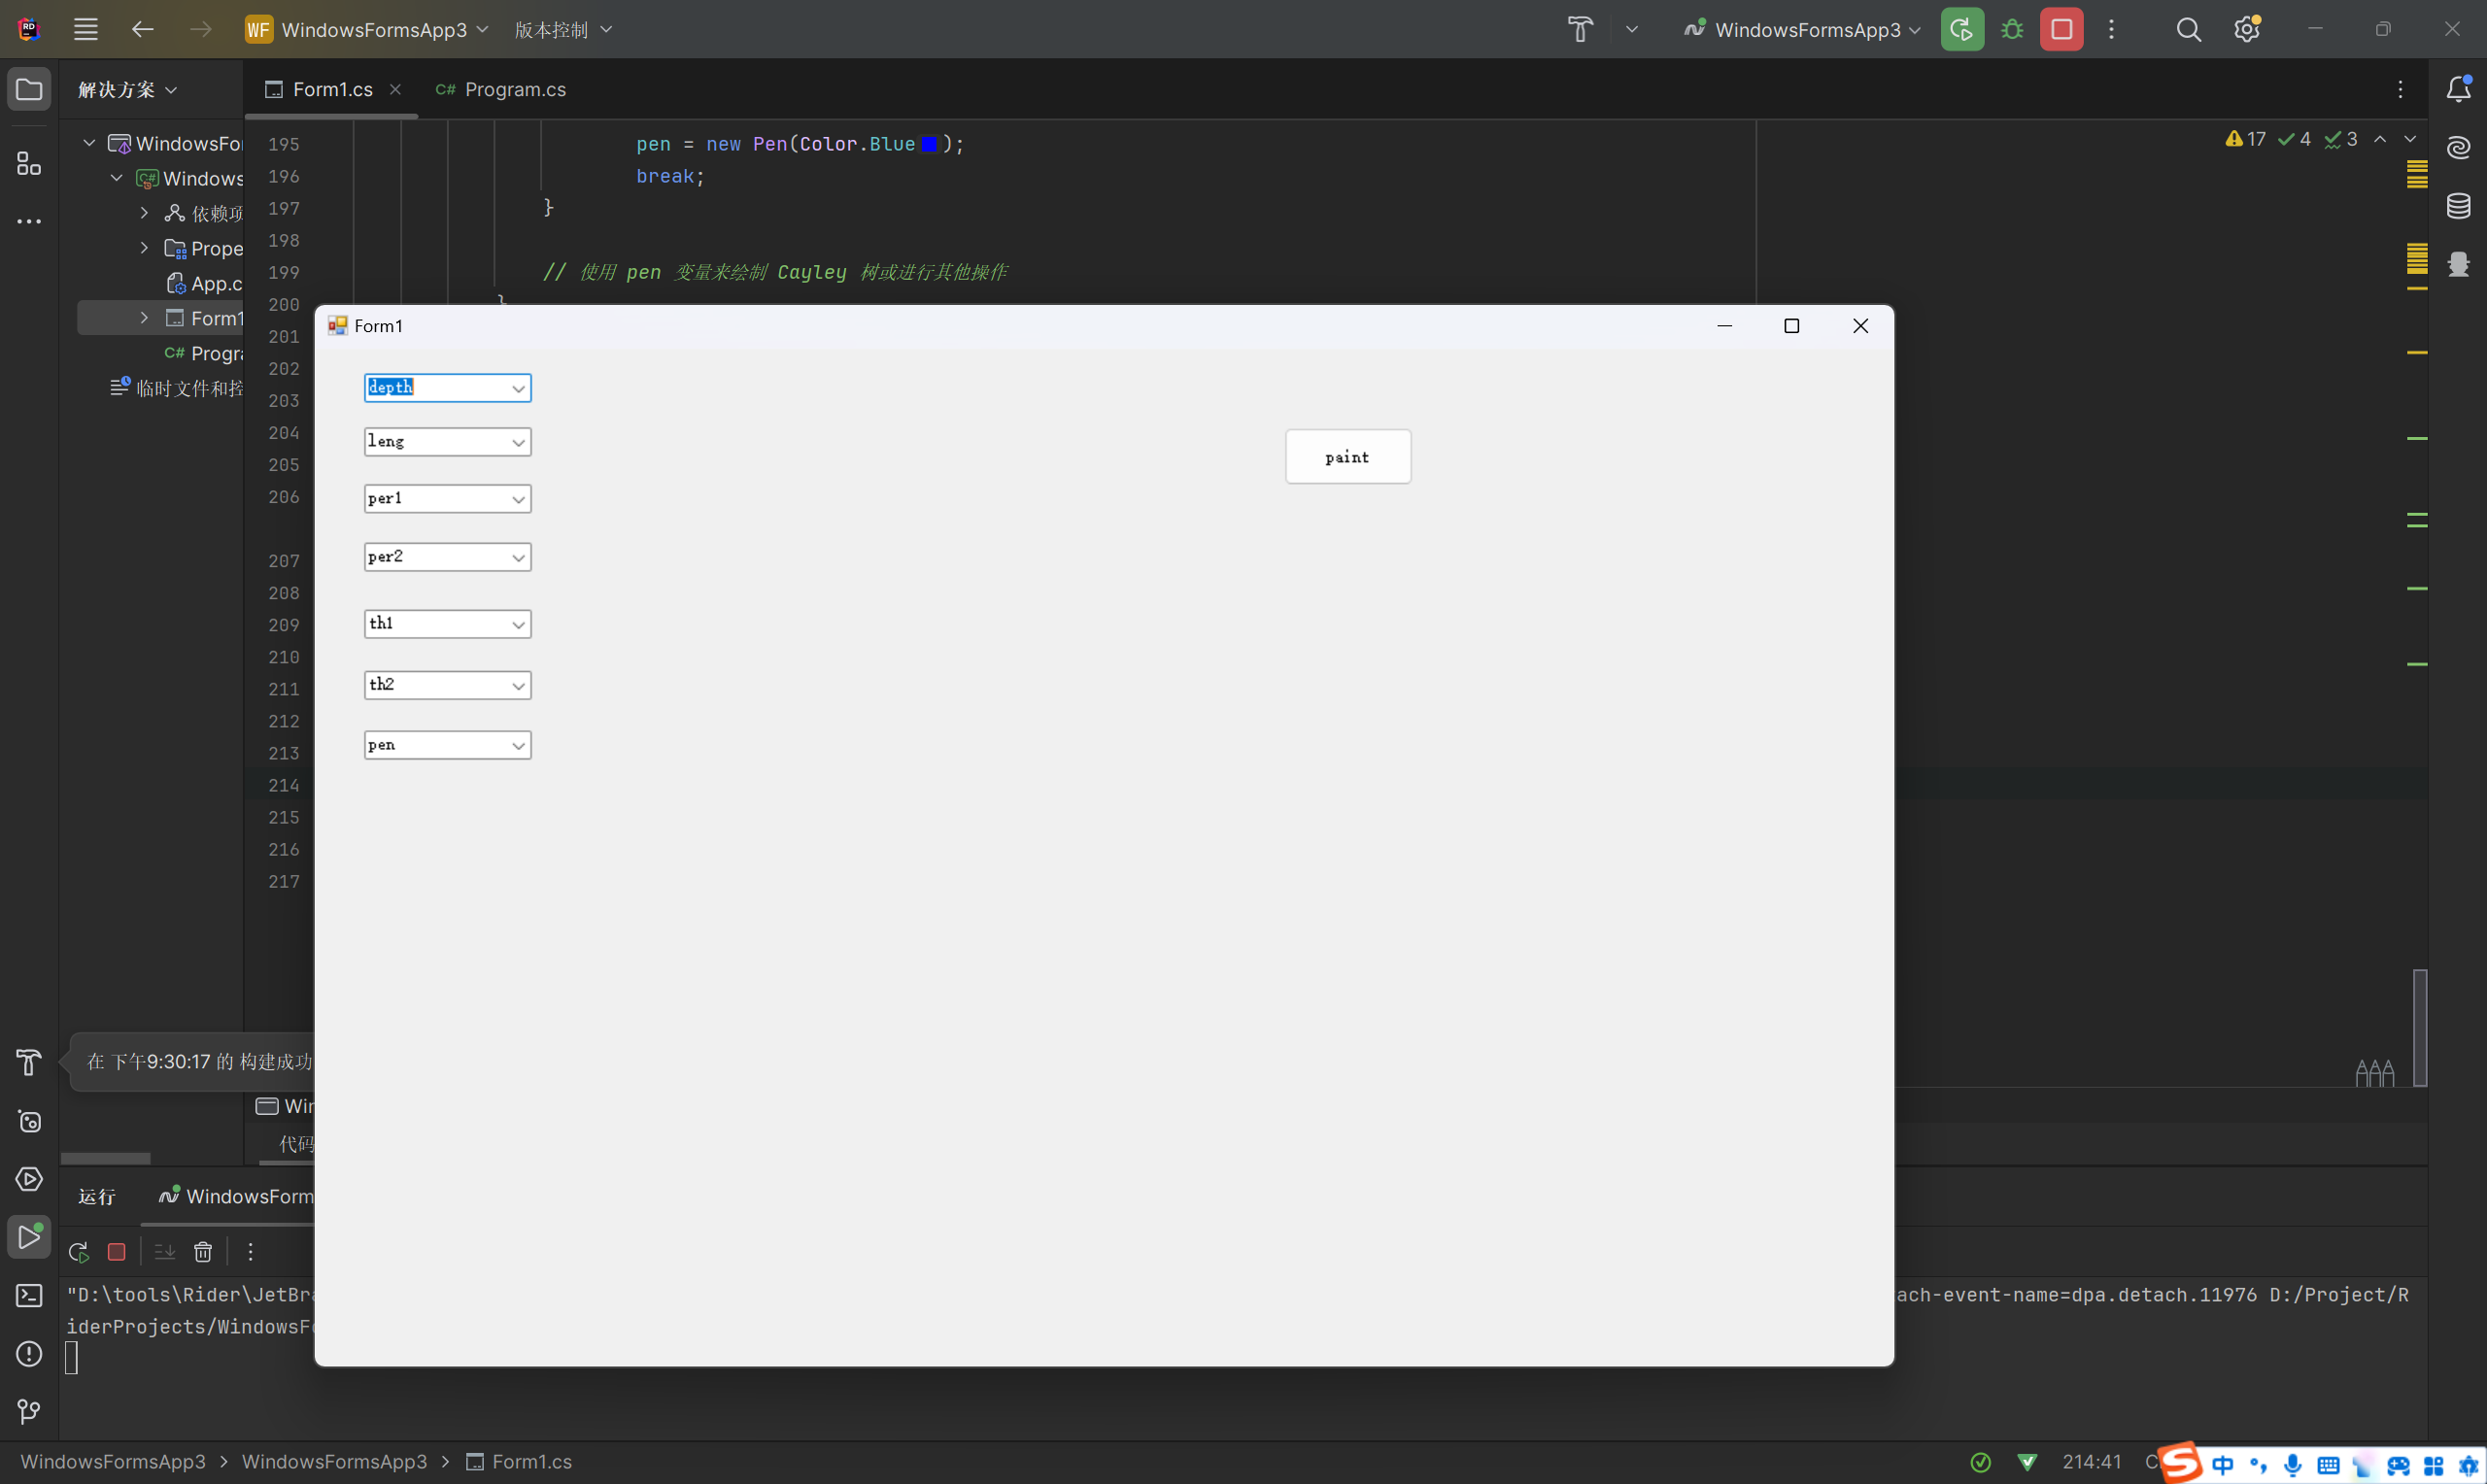 WF WindowsFormsApp3 版本控制 WindowsFormsApp3
解决方案 Form1.cs C# Program.cs
WindowsFor
Windows
依赖项
Prope
App.c
Form1
C# Progra
临时文件和控
17 4 3
195 pen = new Pen(Color.Blue);
196 break;
197 }
198
199 // 使用 pen 变量来绘制 Cayley 树或进行其他操作
200 }
201
202
203
204
205
206
207
208
209
210
211
212
213
214
215
216
217
Form1
depth
leng
paint
per1
per2
th1
th2
pen
在 下午9:30:17 的 构建成功
Win
代码
运行 WindowsForm
"D:\tools\Rider\JetBra
ach-event-name=dpa.detach.11976 D:/Project/R
iderProjects/WindowsFo
WindowsFormsApp3 > WindowsFormsApp3 > Form1.cs
214:41 C
中